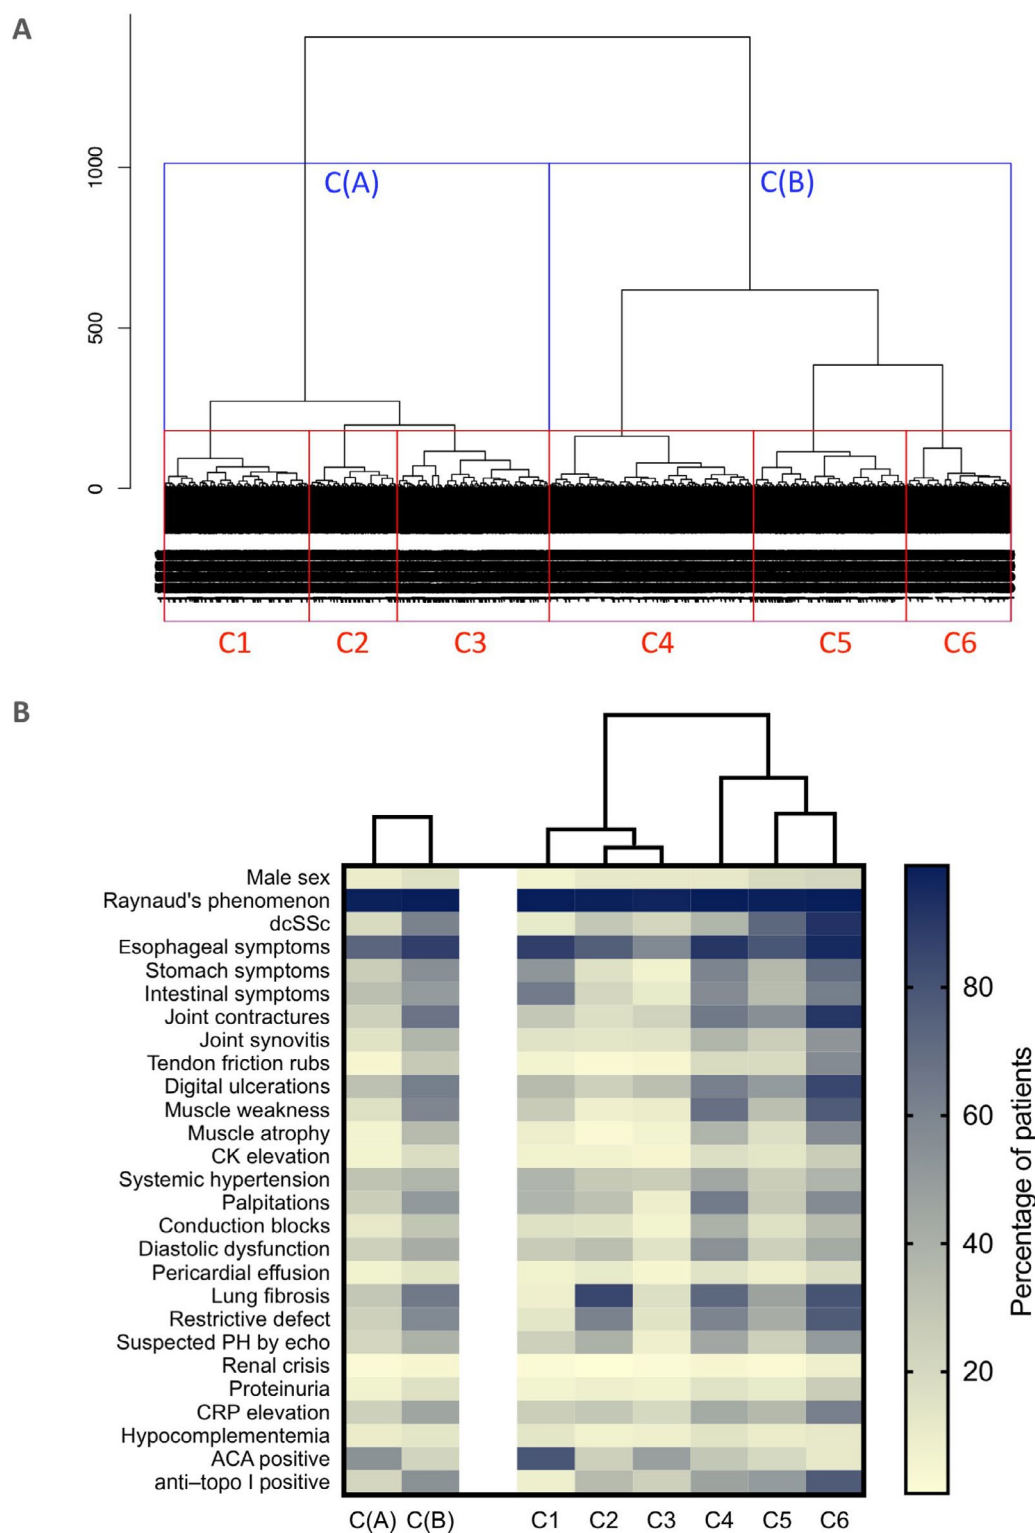 A
1000
500
0
C(A)
C(B)
C1 C2 C3 C4 C5 C6
B
Male sex
Raynaud's phenomenon
dcSSc
Esophageal symptoms
Stomach symptoms
Intestinal symptoms
Joint contractures
Joint synovitis
Tendon friction rubs
Digital ulcerations
Muscle weakness
Muscle atrophy
CK elevation
Systemic hypertension
Palpitations
Conduction blocks
Diastolic dysfunction
Pericardial effusion
Lung fibrosis
Restrictive defect
Suspected PH by echo
Renal crisis
Proteinuria
CRP elevation
Hypocomplementemia
ACA positive
anti–topo I positive
C(A) C(B) C1 C2 C3 C4 C5 C6
80
60
40
20
Percentage of patients